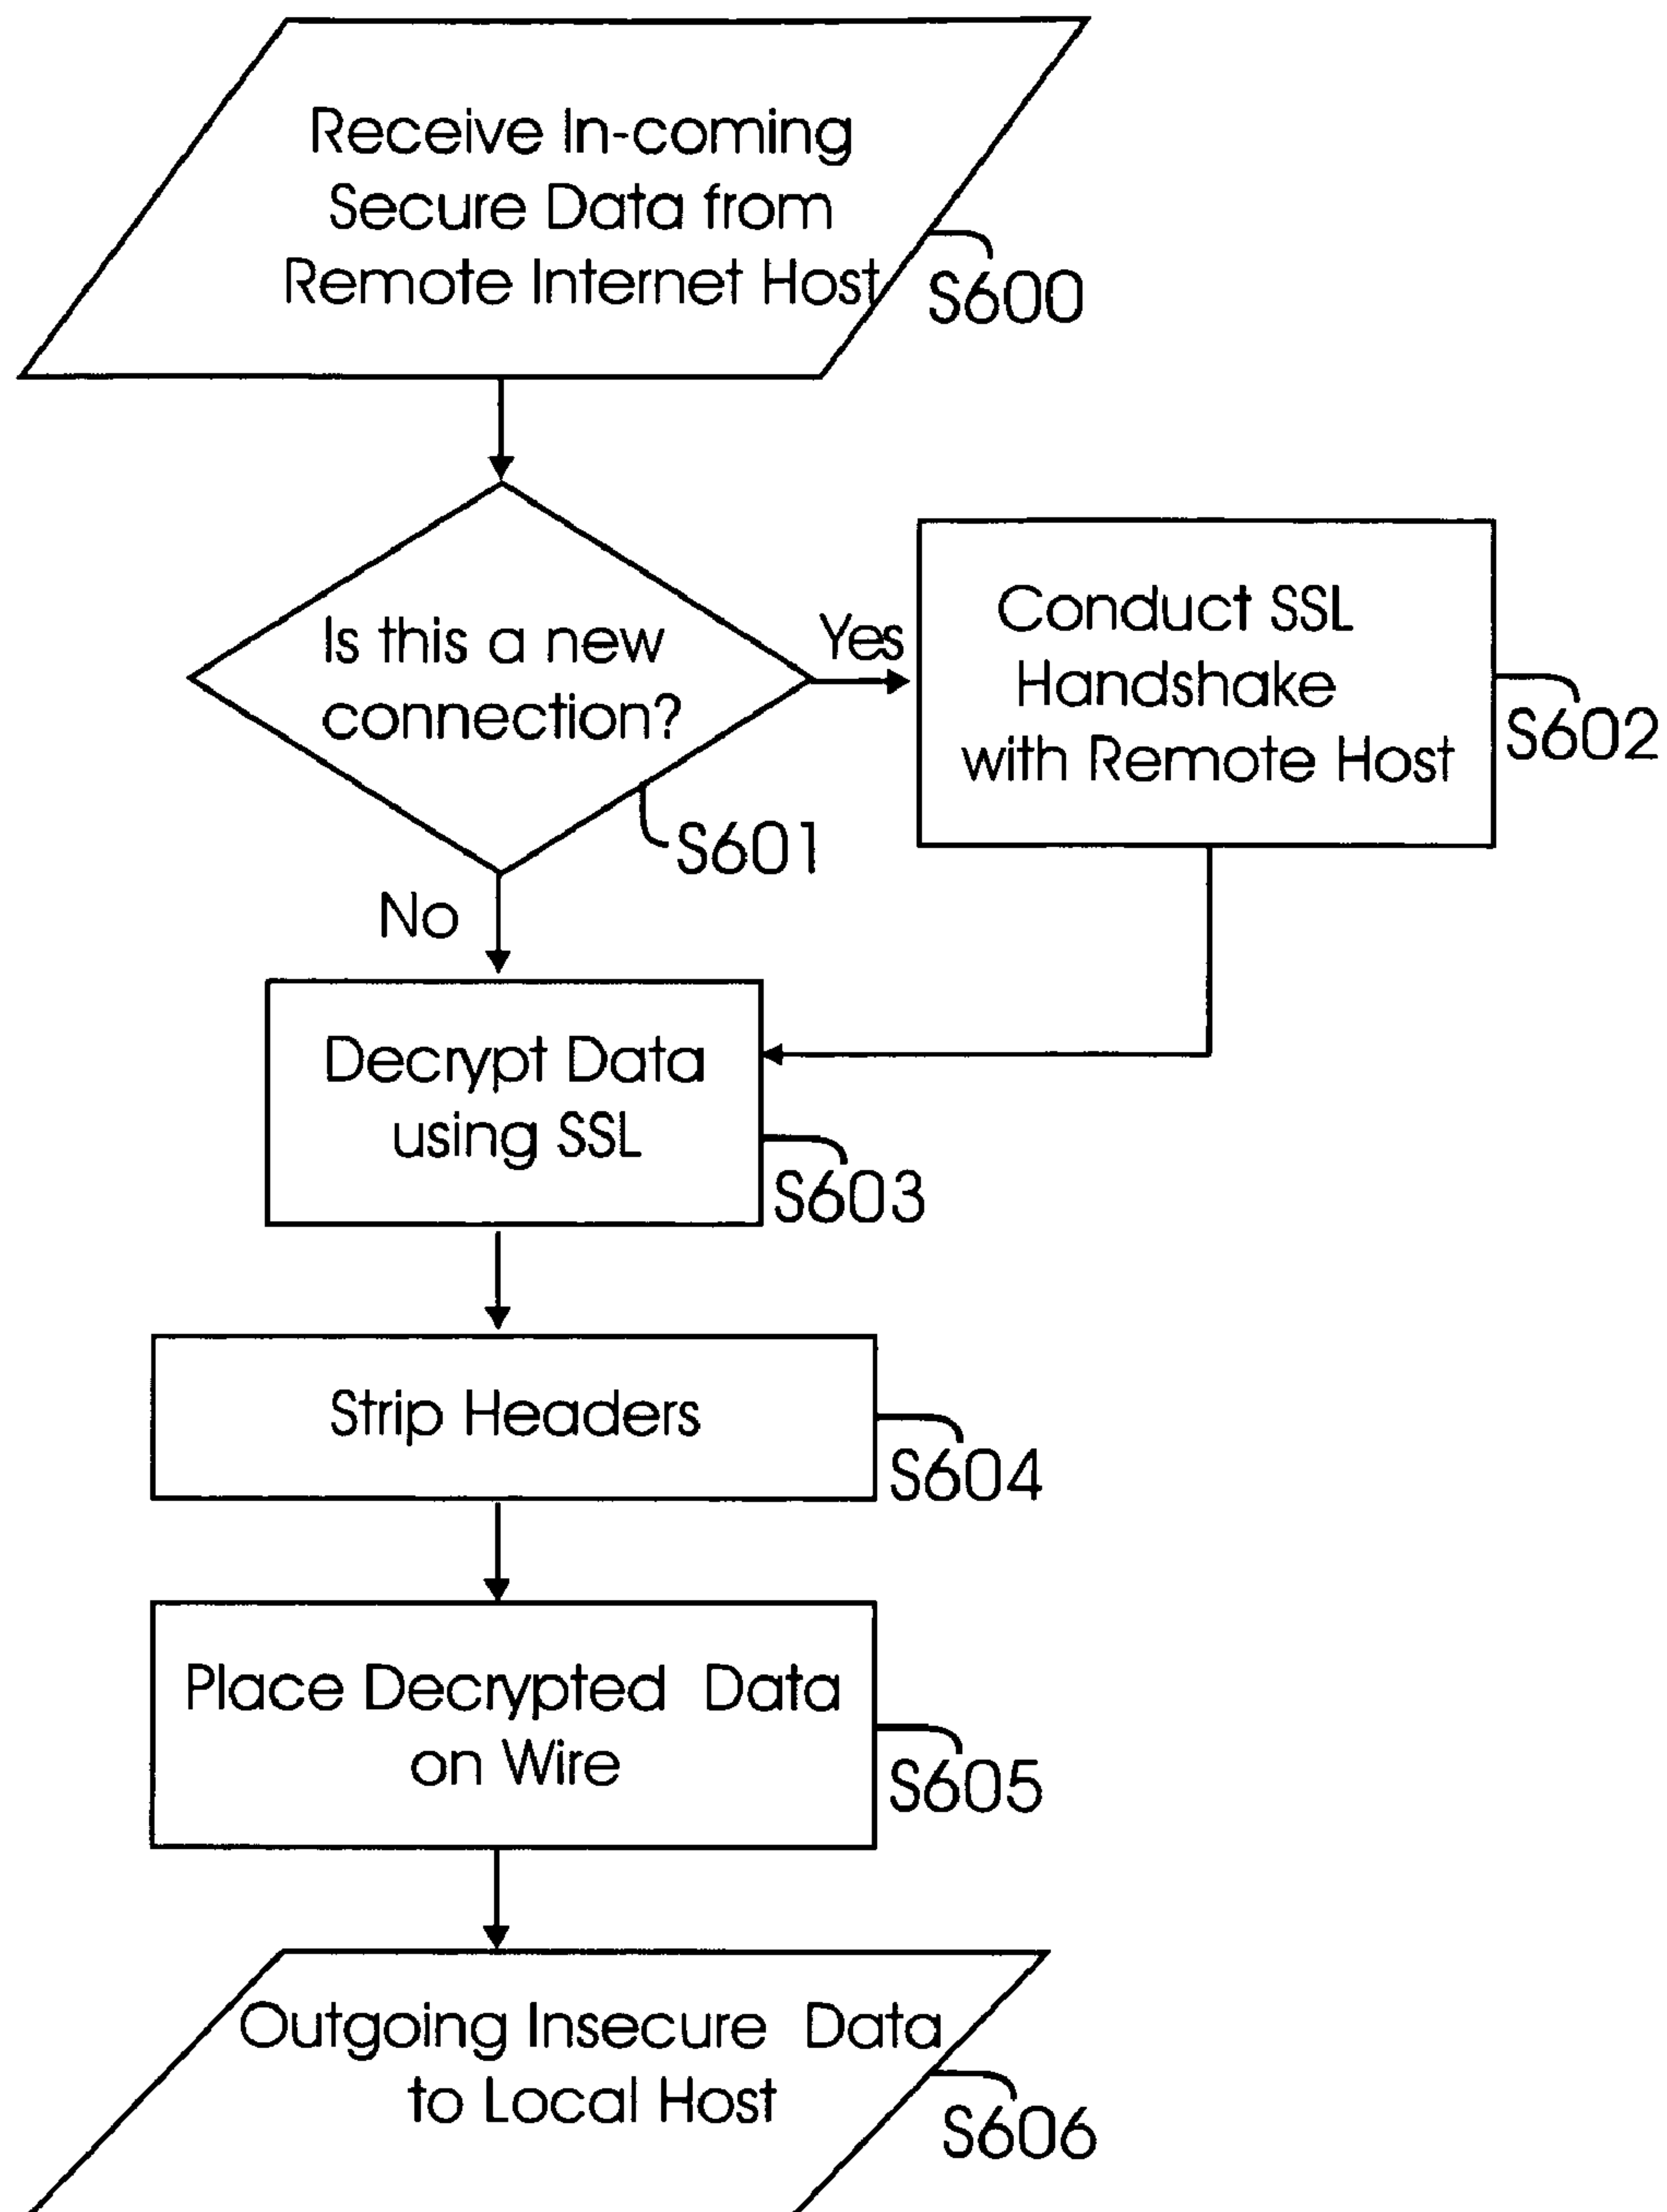 Receive In-coming
Secure Data from
Remote Internet Host
S600
Is this a new
connection?
S601
Yes
Conduct SSL
Handshake
with Remote Host
S602
No
Decrypt Data
using SSL
S603
Strip Headers
S604
Place Decrypted Data
on Wire
S605
Outgoing Insecure Data
to Local Host
S606